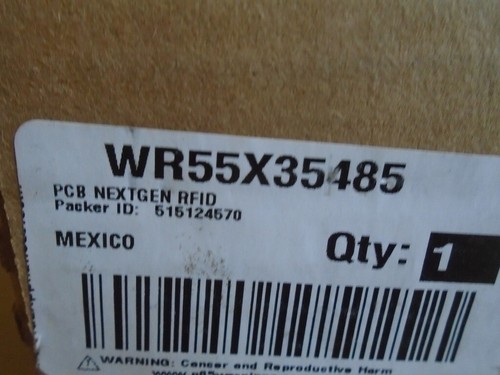 WR55X35485
PCB NEXTGEN RFID
Packer ID: 515124570
MEXICO
Qty: 1
WARNING: Cancer and Reproductive Harm